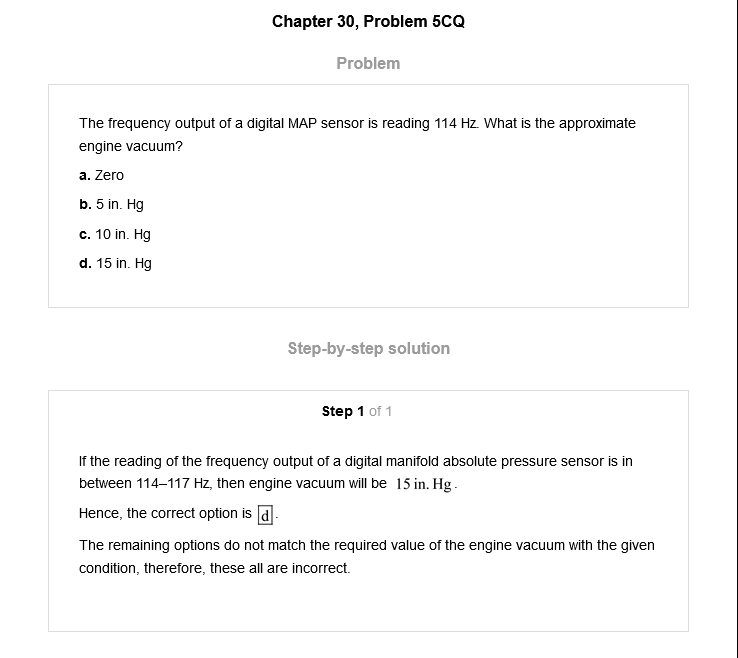 Chapter 30, Problem 5CQ
Problem
The frequency output of a digital MAP sensor is reading 114 Hz. What is the approximate
engine vacuum?
a. Zero
b. 5 in. Hg
c. 10 in. Hg
d. 15 in. Hg
Step-by-step solution
Step 1 of 1
If the reading of the frequency output of a digital manifold absolute pressure sensor is in
between 114–117 Hz, then engine vacuum will be 15 in. Hg.
Hence, the correct option is d.
The remaining options do not match the required value of the engine vacuum with the given
condition, therefore, these all are incorrect.